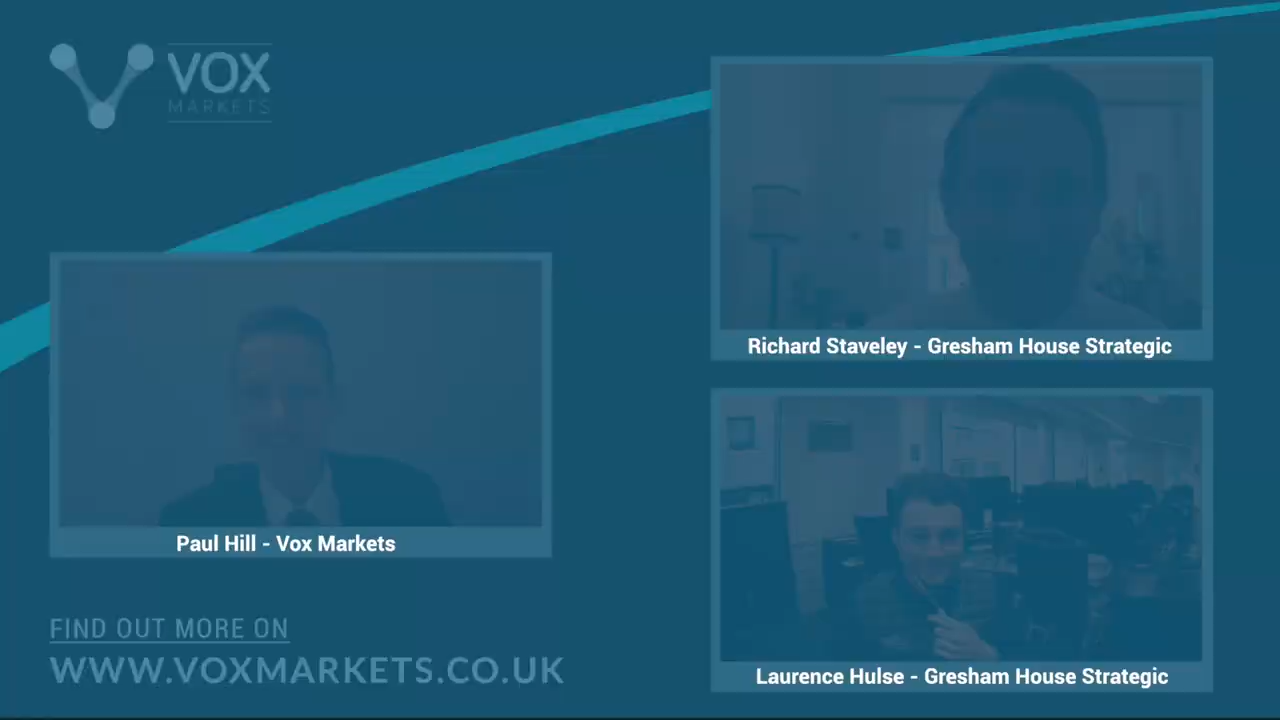 VOX
MARKETS
Richard Staveley - Gresham House Strategic
Paul Hill - Vox Markets
FIND OUT MORE ON
WWW.VOXMARKETS.CO.UK
Laurence Hulse - Gresham House Strategic